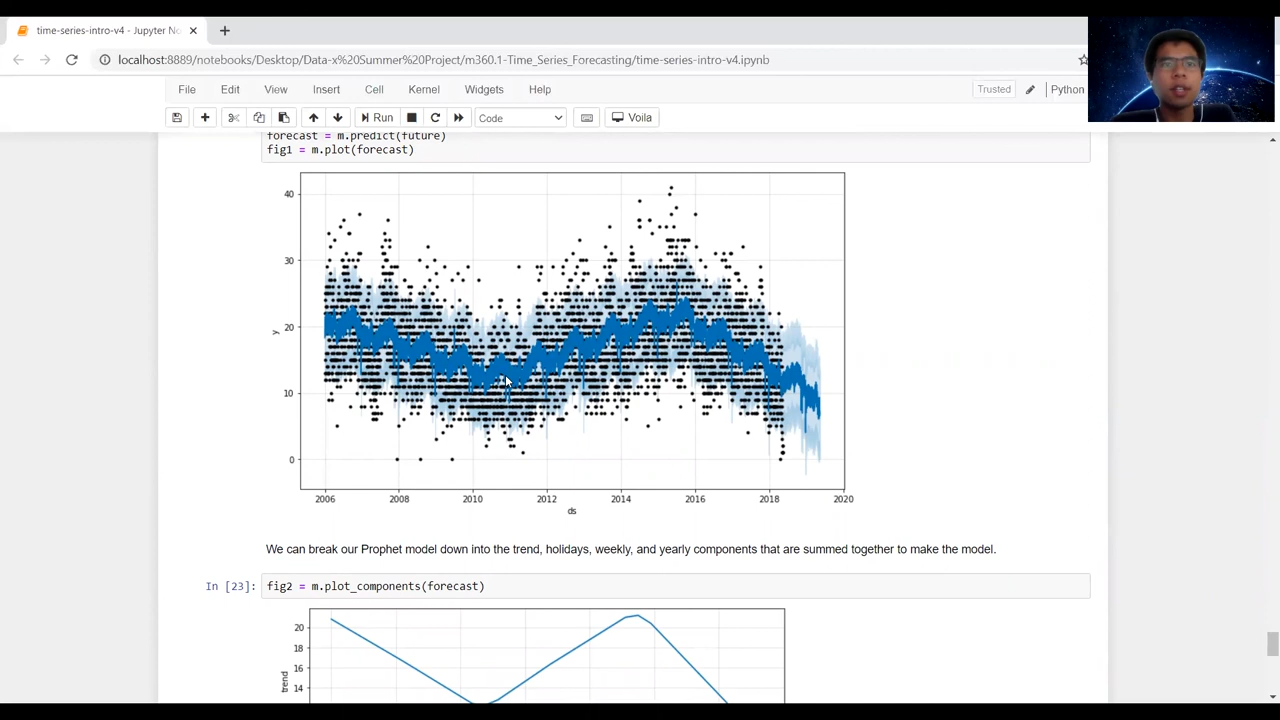 time-series-intro-v4 - Jupyter No
localhost:8889/notebooks/Desktop/Data-x%20Summer%20Project/m360.1-Time_Series_Forecasting/time-series-intro-v4.ipynb
File Edit View Insert Cell Kernel Widgets Help
Trusted Python
Run Code Voila
forecast = m.predict(future)
fig1 = m.plot(forecast)
40
30
y
20
10
0
2006 2008 2010 2012 2014 2016 2018 2020
ds
We can break our Prophet model down into the trend, holidays, weekly, and yearly components that are summed together to make the model.
In [23]: fig2 = m.plot_components(forecast)
20
18
16
trend
14